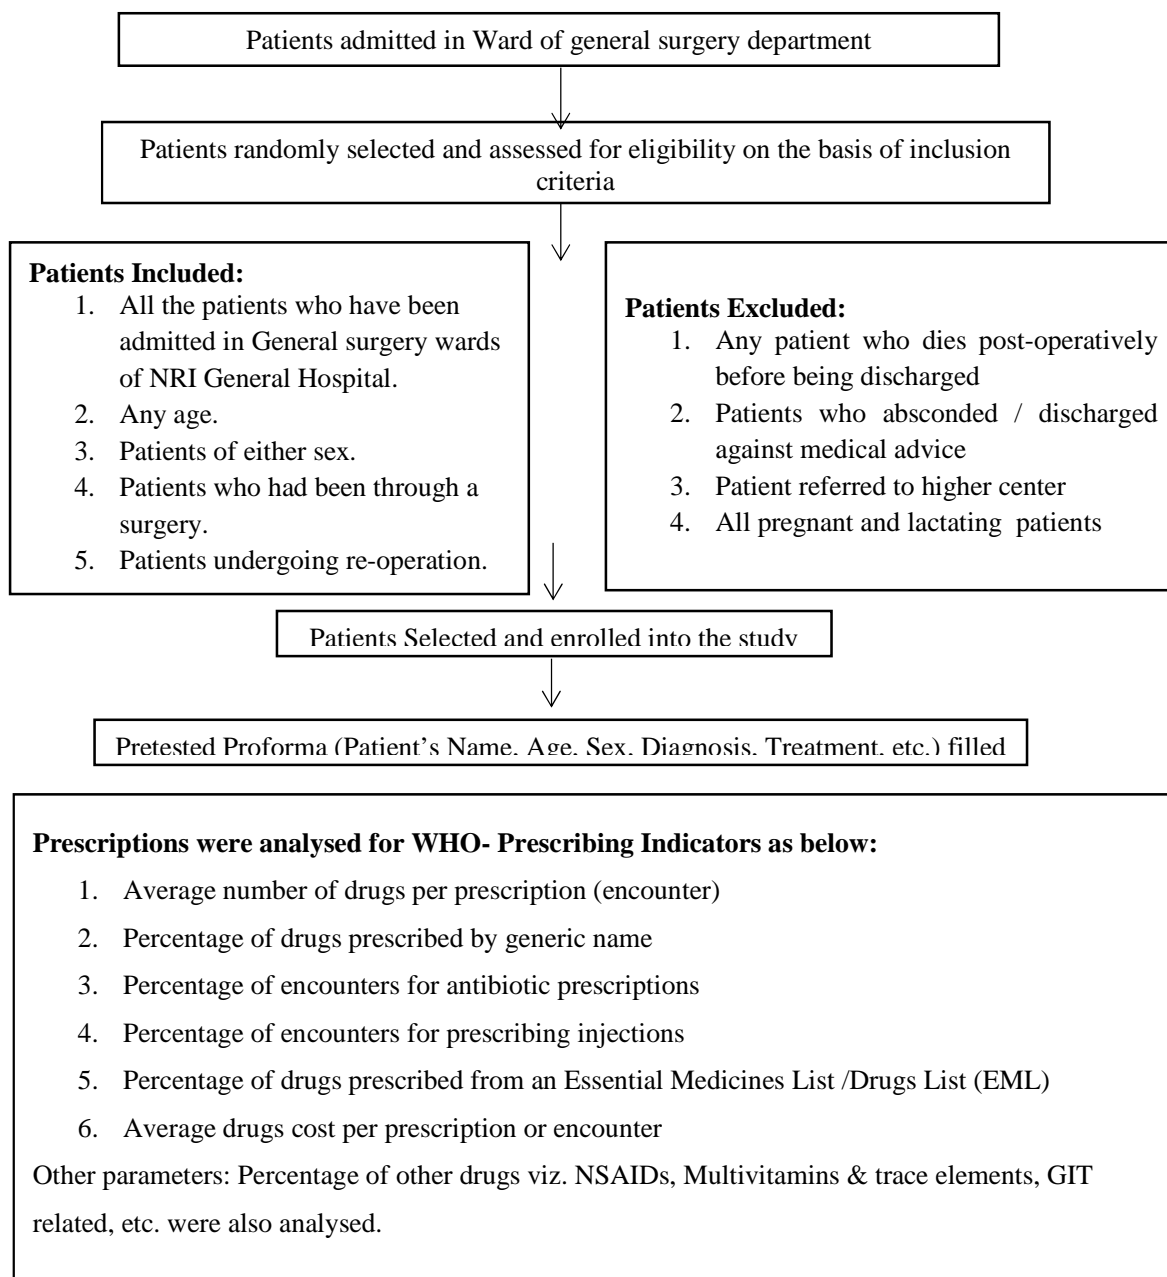 Patients admitted in Ward of general surgery department
Patients randomly selected and assessed for eligibility on the basis of inclusion
criteria
Patients Included:
1. All the patients who have been
admitted in General surgery wards
of NRI General Hospital.
2. Any age.
3. Patients of either sex.
4. Patients who had been through a
surgery.
5. Patients undergoing re-operation.
Patients Excluded:
1. Any patient who dies post-operatively
before being discharged
2. Patients who absconded / discharged
against medical advice
3. Patient referred to higher center
4. All pregnant and lactating patients
Patients Selected and enrolled into the study
Pretested Proforma (Patient's Name, Age, Sex, Diagnosis, Treatment, etc.) filled
Prescriptions were analysed for WHO- Prescribing Indicators as below:
1. Average number of drugs per prescription (encounter)
2. Percentage of drugs prescribed by generic name
3. Percentage of encounters for antibiotic prescriptions
4. Percentage of encounters for prescribing injections
5. Percentage of drugs prescribed from an Essential Medicines List /Drugs List (EML)
6. Average drugs cost per prescription or encounter
Other parameters: Percentage of other drugs viz. NSAIDs, Multivitamins & trace elements, GIT
related, etc. were also analysed.